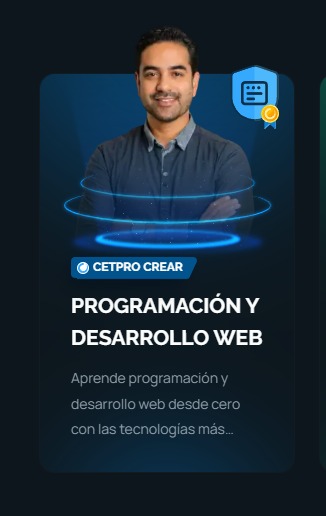 CETPRO CREAR
PROGRAMACIÓN Y
DESARROLLO WEB
Aprende programación y
desarrollo web desde cero
con las tecnologías más...